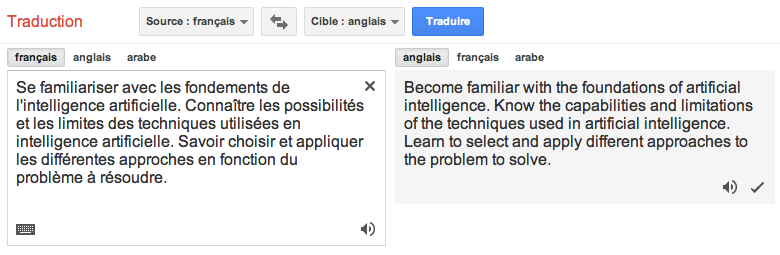 Traduction
Source : français
Cible : anglais
Traduire
français anglais arabe
Se familiariser avec les fondements de
l'intelligence artificielle. Connaître les possibilités
et les limites des techniques utilisées en
intelligence artificielle. Savoir choisir et appliquer
les différentes approches en fonction du
problème à résoudre.
anglais français arabe
Become familiar with the foundations of artificial
intelligence. Know the capabilities and limitations
of the techniques used in artificial intelligence.
Learn to select and apply different approaches to
the problem to solve.